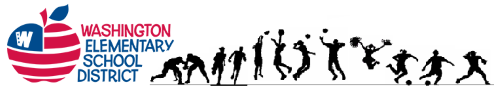 W
WASHINGTON
ELEMENTARY
SCHOOL
DISTRICT